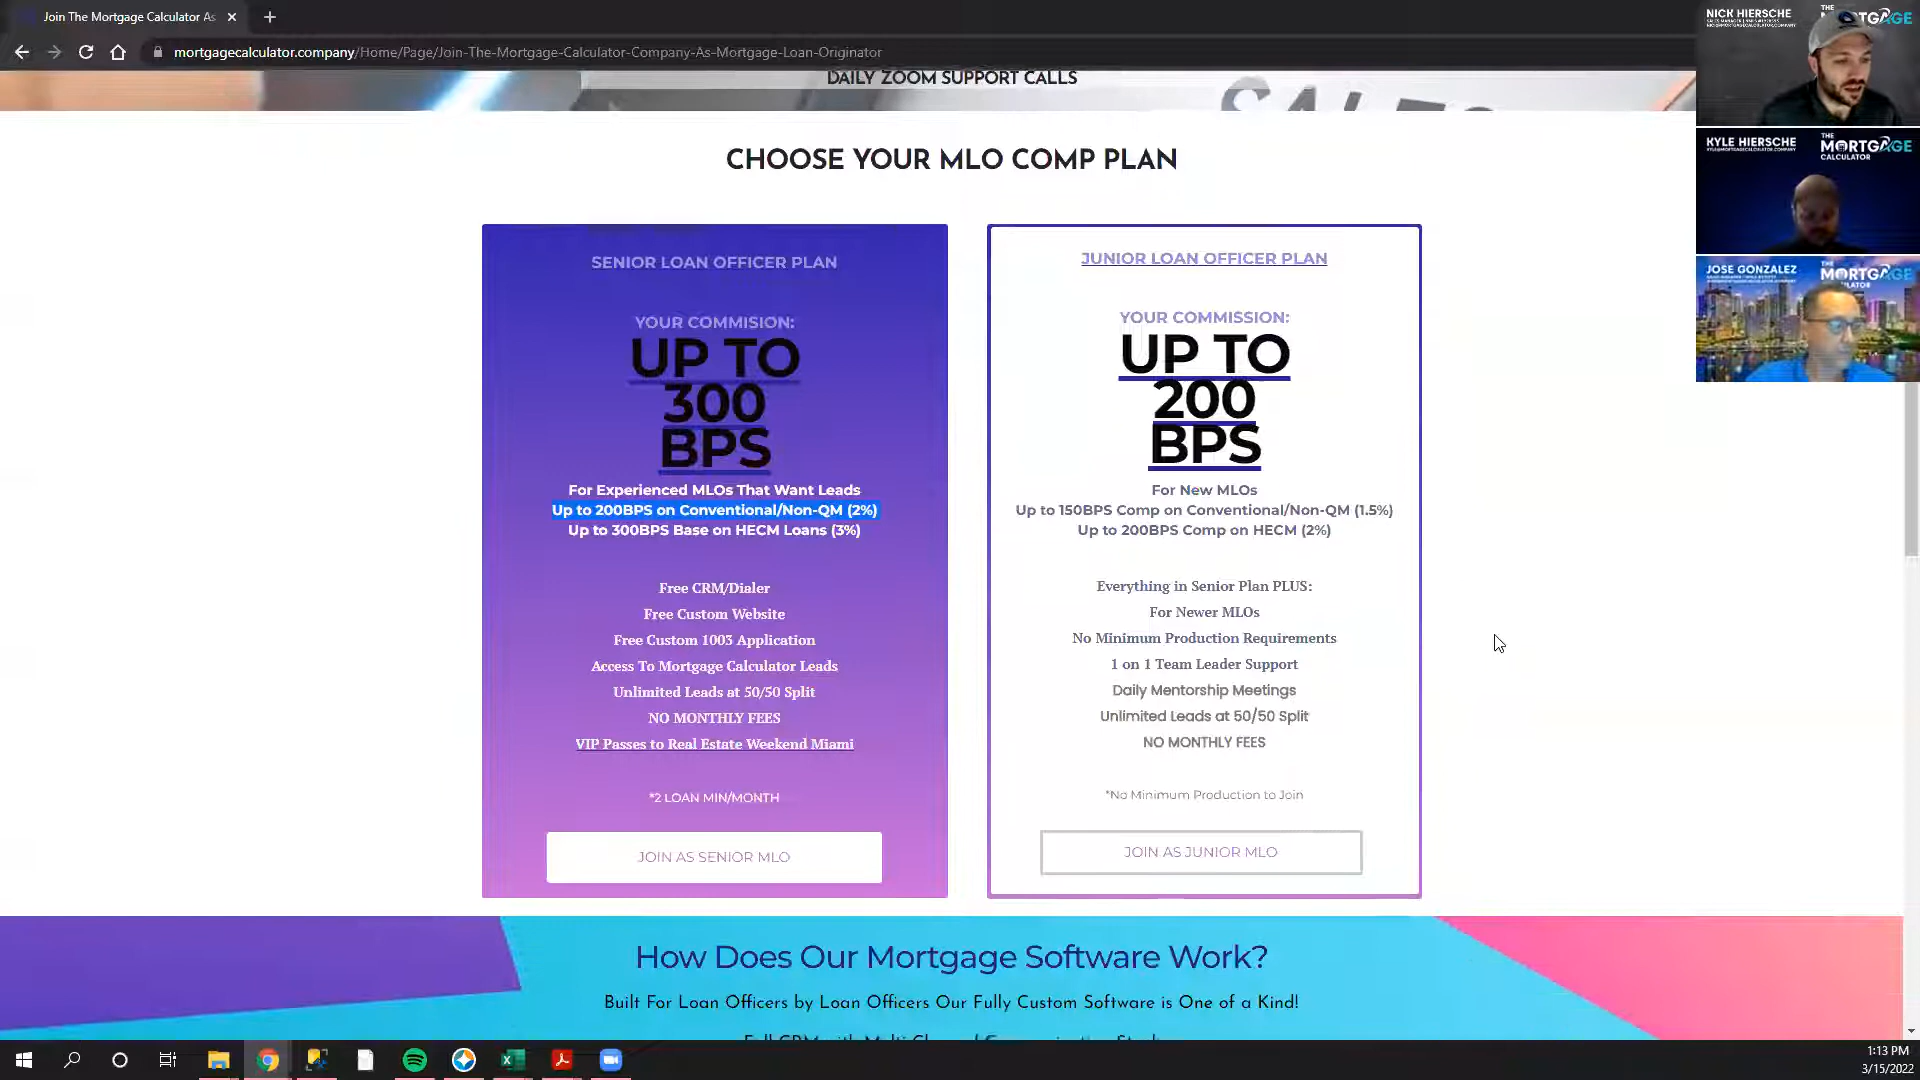 Join The Mortgage Calculator As
mortgagecalculator.company/Home/Page/Join-The-Mortgage-Calculator-Company-As-Mortgage-Loan-Originator
DAILY ZOOM SUPPORT CALLS
CHOOSE YOUR MLO COMP PLAN
SENIOR LOAN OFFICER PLAN
YOUR COMMISION:
UP TO
300
BPS
For Experienced MLOs That Want Leads
Up to 200BPS on Conventional/Non-QM (2%)
Up to 300BPS Base on HECM Loans (3%)
Free CRM/Dialer
Free Custom Website
Free Custom 1003 Application
Access To Mortgage Calculator Leads
Unlimited Leads at 50/50 Split
NO MONTHLY FEES
VIP Passes to Real Estate Weekend Miami
*2 LOAN MIN/MONTH
JOIN AS SENIOR MLO
JUNIOR LOAN OFFICER PLAN
YOUR COMMISSION:
UP TO
200
BPS
For New MLOs
Up to 150BPS Comp on Conventional/Non-QM (1.5%)
Up to 200BPS Comp on HECM (2%)
Everything in Senior Plan PLUS:
For Newer MLOs
No Minimum Production Requirements
1 on 1 Team Leader Support
Daily Mentorship Meetings
Unlimited Leads at 50/50 Split
NO MONTHLY FEES
*No Minimum Production to Join
JOIN AS JUNIOR MLO
How Does Our Mortgage Software Work?
Built For Loan Officers by Loan Officers Our Fully Custom Software is One of a Kind!
NICK HIERSCHE
THE
KYLE HIERSCHE
THE
MORTGAGE
CALCULATOR
JOSE GONZALEZ
THE
MORTGAGE
1:13 PM
3/15/2022